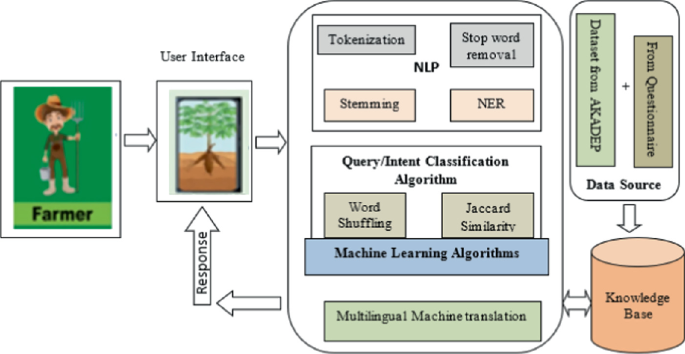 Farmer
User Interface
Response
Tokenization
Stop word
removal
NLP
Stemming
NER
Query/Intent Classification
Algorithm
Word
Shuffling
Jaccard
Similarity
Machine Learning Algorithms
Multilingual Machine translation
Dataset from
AKADEP
+
From Questionnaire
Data Source
Knowledge
Base